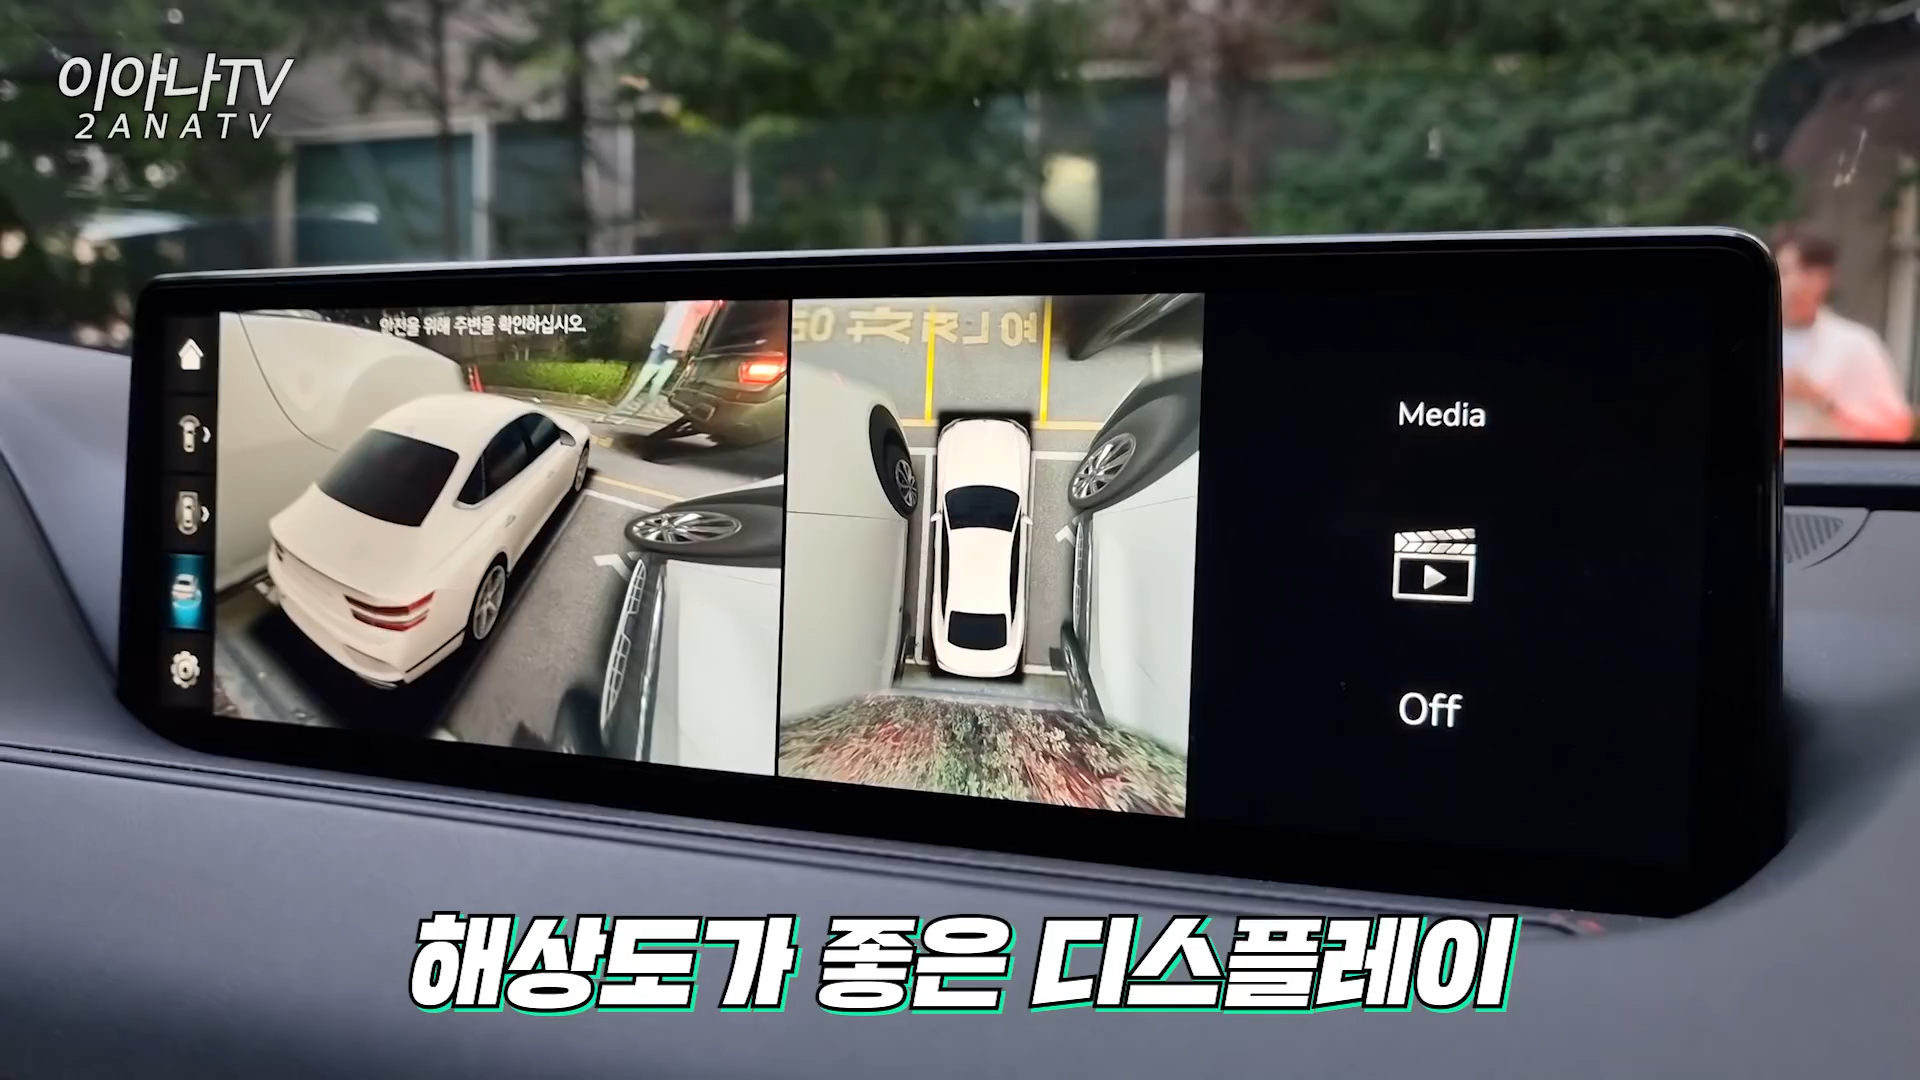 이어나TV
2ANATV
안전을 위해 주변을 확인하십시오.
Media
Off
해상도가 좋은 디스플레이